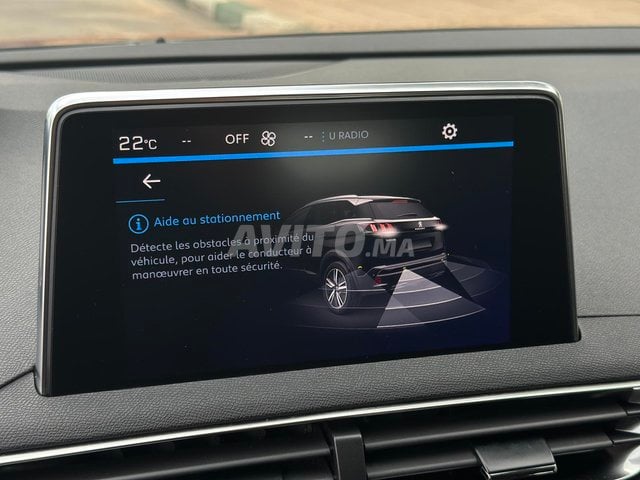 22°C -- OFF -- U RADIO
Aide au stationnement
Détecte les obstacles à proximité du
véhicule, pour aider le conducteur à
manœuvrer en toute sécurité.
AVITO.MA